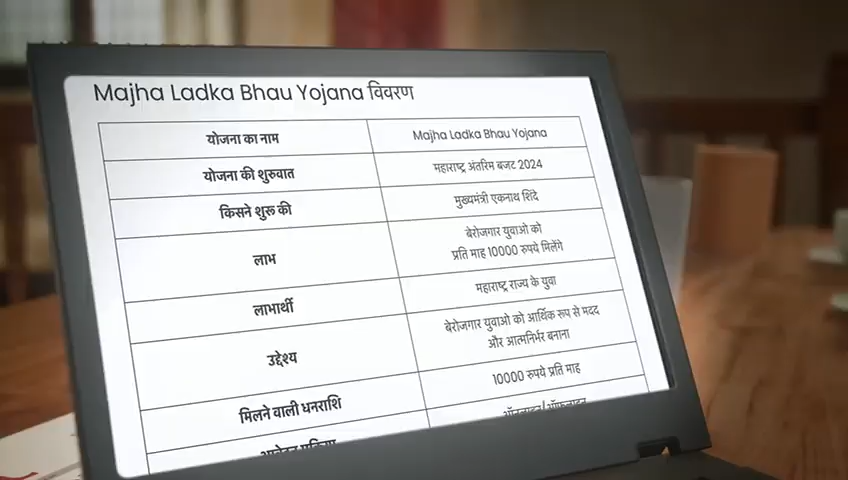 Majha Ladka Bhau Yojana विवरण
योजना का नाम
Majha Ladka Bhau Yojana
योजना की शुरुवात
महाराष्ट्र अंतरिम बजट 2024
किसने शुरू की
मुख्यमंत्री एकनाथ शिंदे
लाभ
बेरोजगार युवाओ को
प्रति माह 10000 रुपये मिलेंगे
लाभार्थी
महाराष्ट्र राज्य के युवा
उद्देश्य
बेरोजगार युवाओ को आर्थिक रूप से मदद
और आत्मनिर्भर बनाना
मिलने वाली धनराशि
10000 रुपये प्रति माह